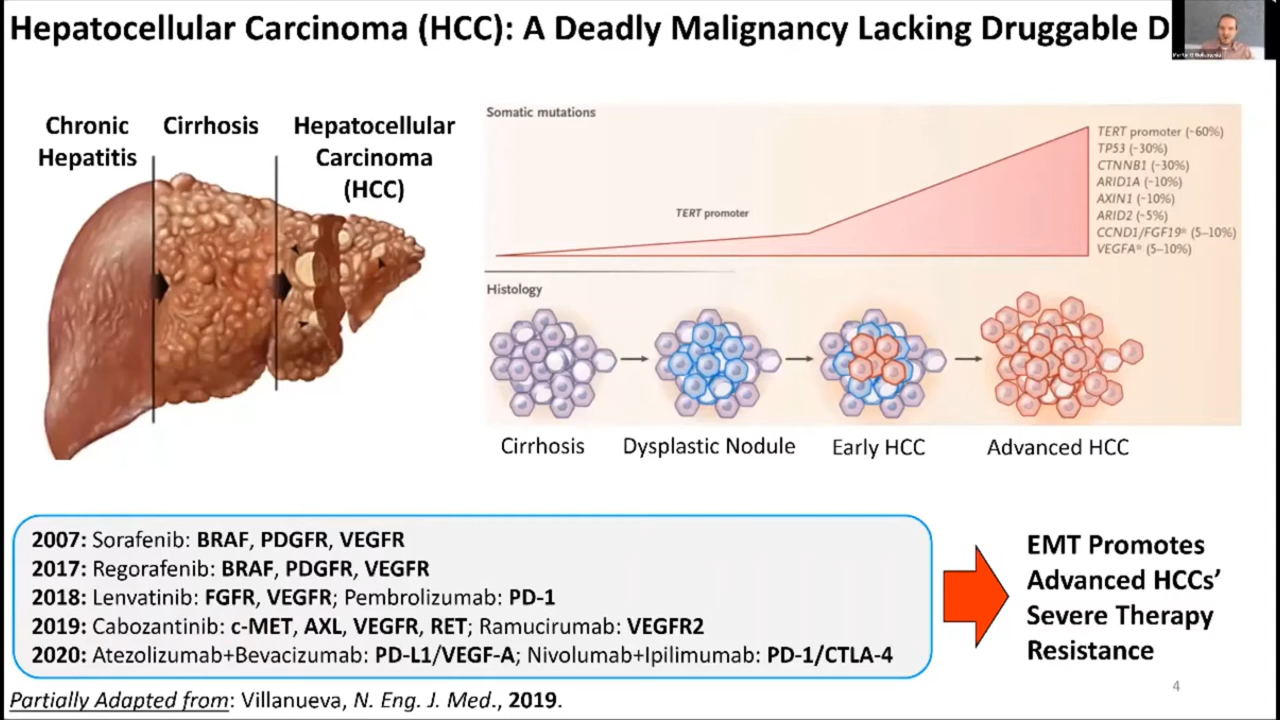 Hepatocellular Carcinoma (HCC): A Deadly Malignancy Lacking Druggable D
Chronic
Hepatitis
Cirrhosis
Hepatocellular
Carcinoma
(HCC)
Somatic mutations
TERT promoter
TERT promoter (~60%)
TP53 (~30%)
CTNNB1 (~30%)
ARID1A (~10%)
AXIN1 (~10%)
ARID2 (~5%)
CCND1/FGF19* (5–10%)
VEGFA* (5–10%)
Histology
Cirrhosis
Dysplastic Nodule
Early HCC
Advanced HCC
2007: Sorafenib: BRAF, PDGFR, VEGFR
2017: Regorafenib: BRAF, PDGFR, VEGFR
2018: Lenvatinib: FGFR, VEGFR; Pembrolizumab: PD-1
2019: Cabozantinib: c-MET, AXL, VEGFR, RET; Ramucirumab: VEGFR2
2020: Atezolizumab+Bevacizumab: PD-L1/VEGF-A; Nivolumab+Ipilimumab: PD-1/CTLA-4
EMT Promotes
Advanced HCCs’
Severe Therapy
Resistance
Partially Adapted from: Villanueva, N. Eng. J. Med., 2019.
4